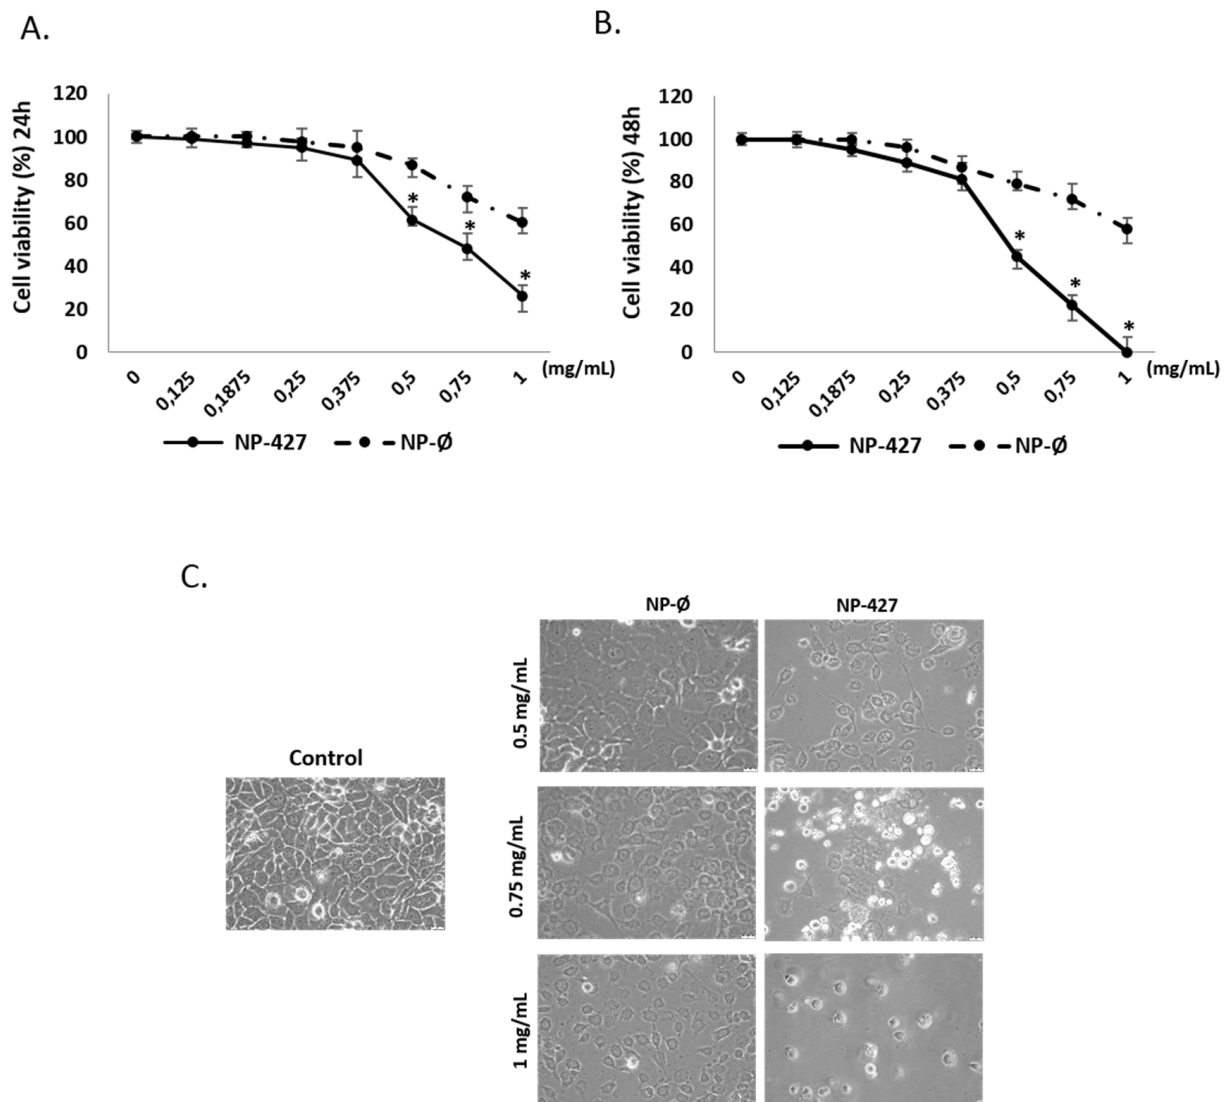 A.
Cell viability (%) 24h
120
100
80
60
40
20
0
*
*
*
0
0,125
0,1875
0,25
0,375
0,5
0,75
1
(mg/mL)
NP-427 NP-Ø
B.
Cell viability (%) 48h
120
100
80
60
40
20
0
*
*
*
0
0,125
0,1875
0,25
0,375
0,5
0,75
1
(mg/mL)
NP-427 NP-Ø
C.
Control
NP-Ø NP-427
0.5 mg/mL
0.75 mg/mL
1 mg/mL